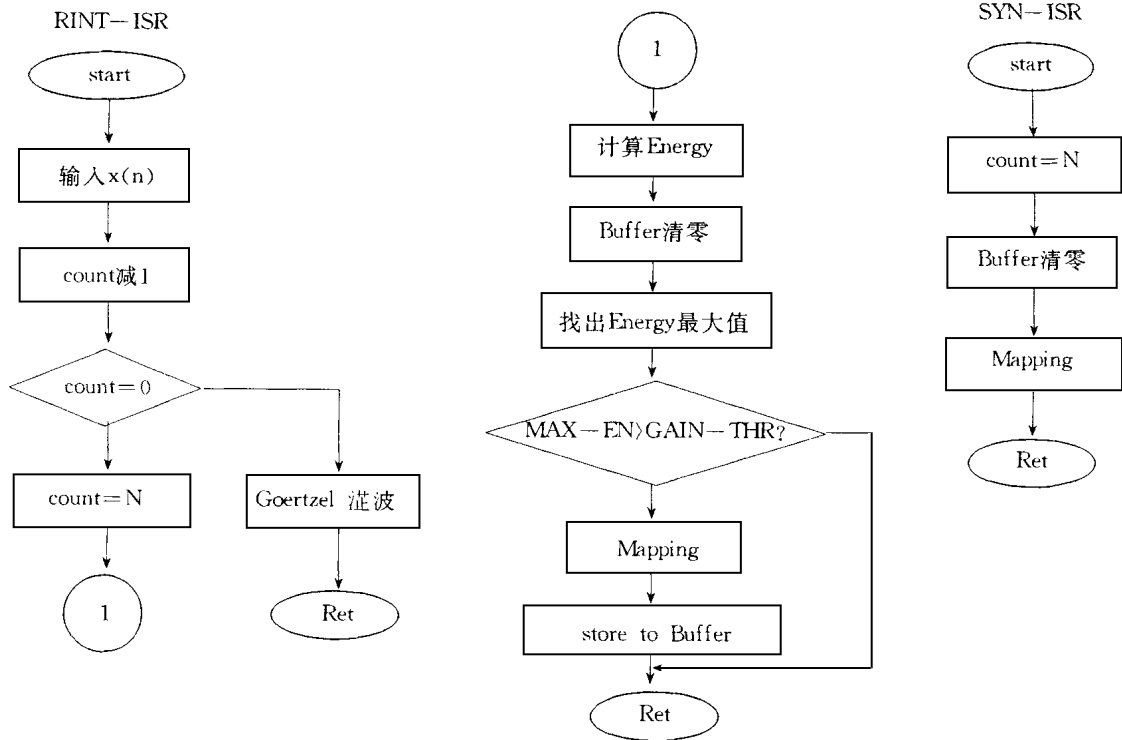 RINT－ISR
start
输入x(n)
count减1
count＝0
count＝N
1
Goertzel 滤波
Ret
1
计算Energy
Buffer清零
找出Energy最大值
MAX－EN〉GAIN－THR?
Mapping
store to Buffer
Ret
SYN－ISR
start
count＝N
Buffer清零
Mapping
Ret